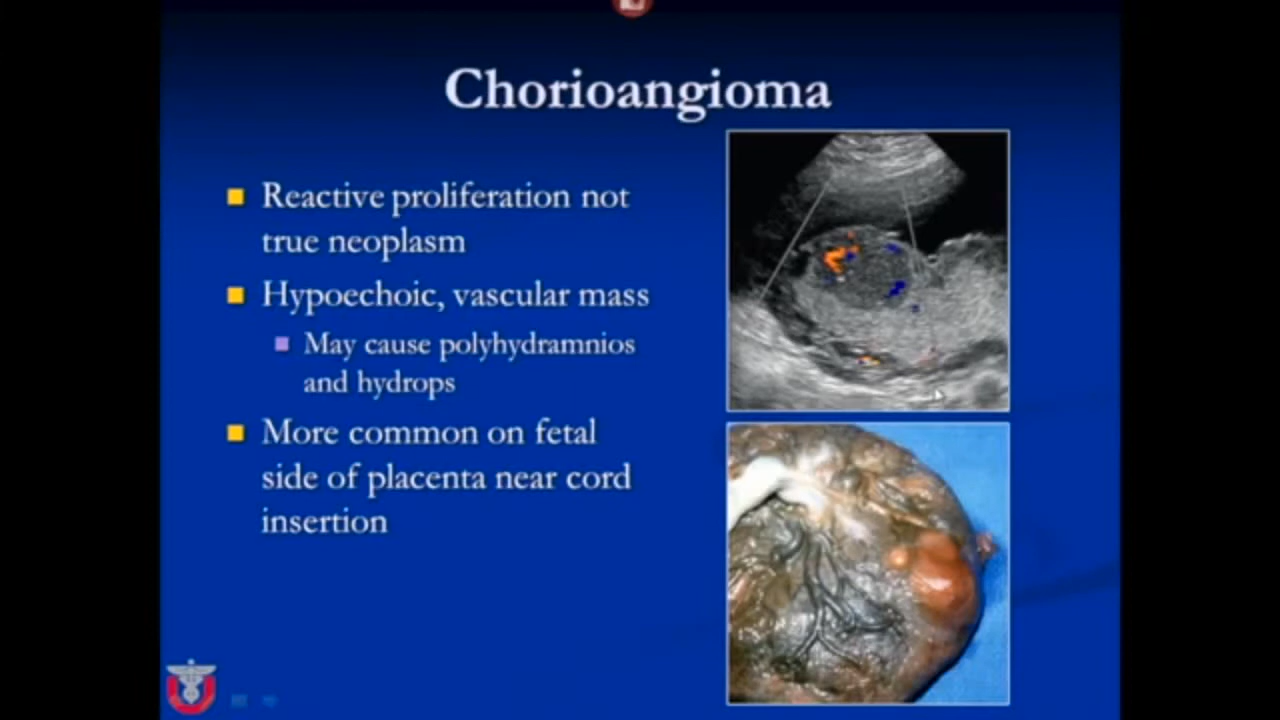 Chorioangioma
Reactive proliferation not
true neoplasm
Hypoechoic, vascular mass
May cause polyhydramnios
and hydrops
More common on fetal
side of placenta near cord
insertion